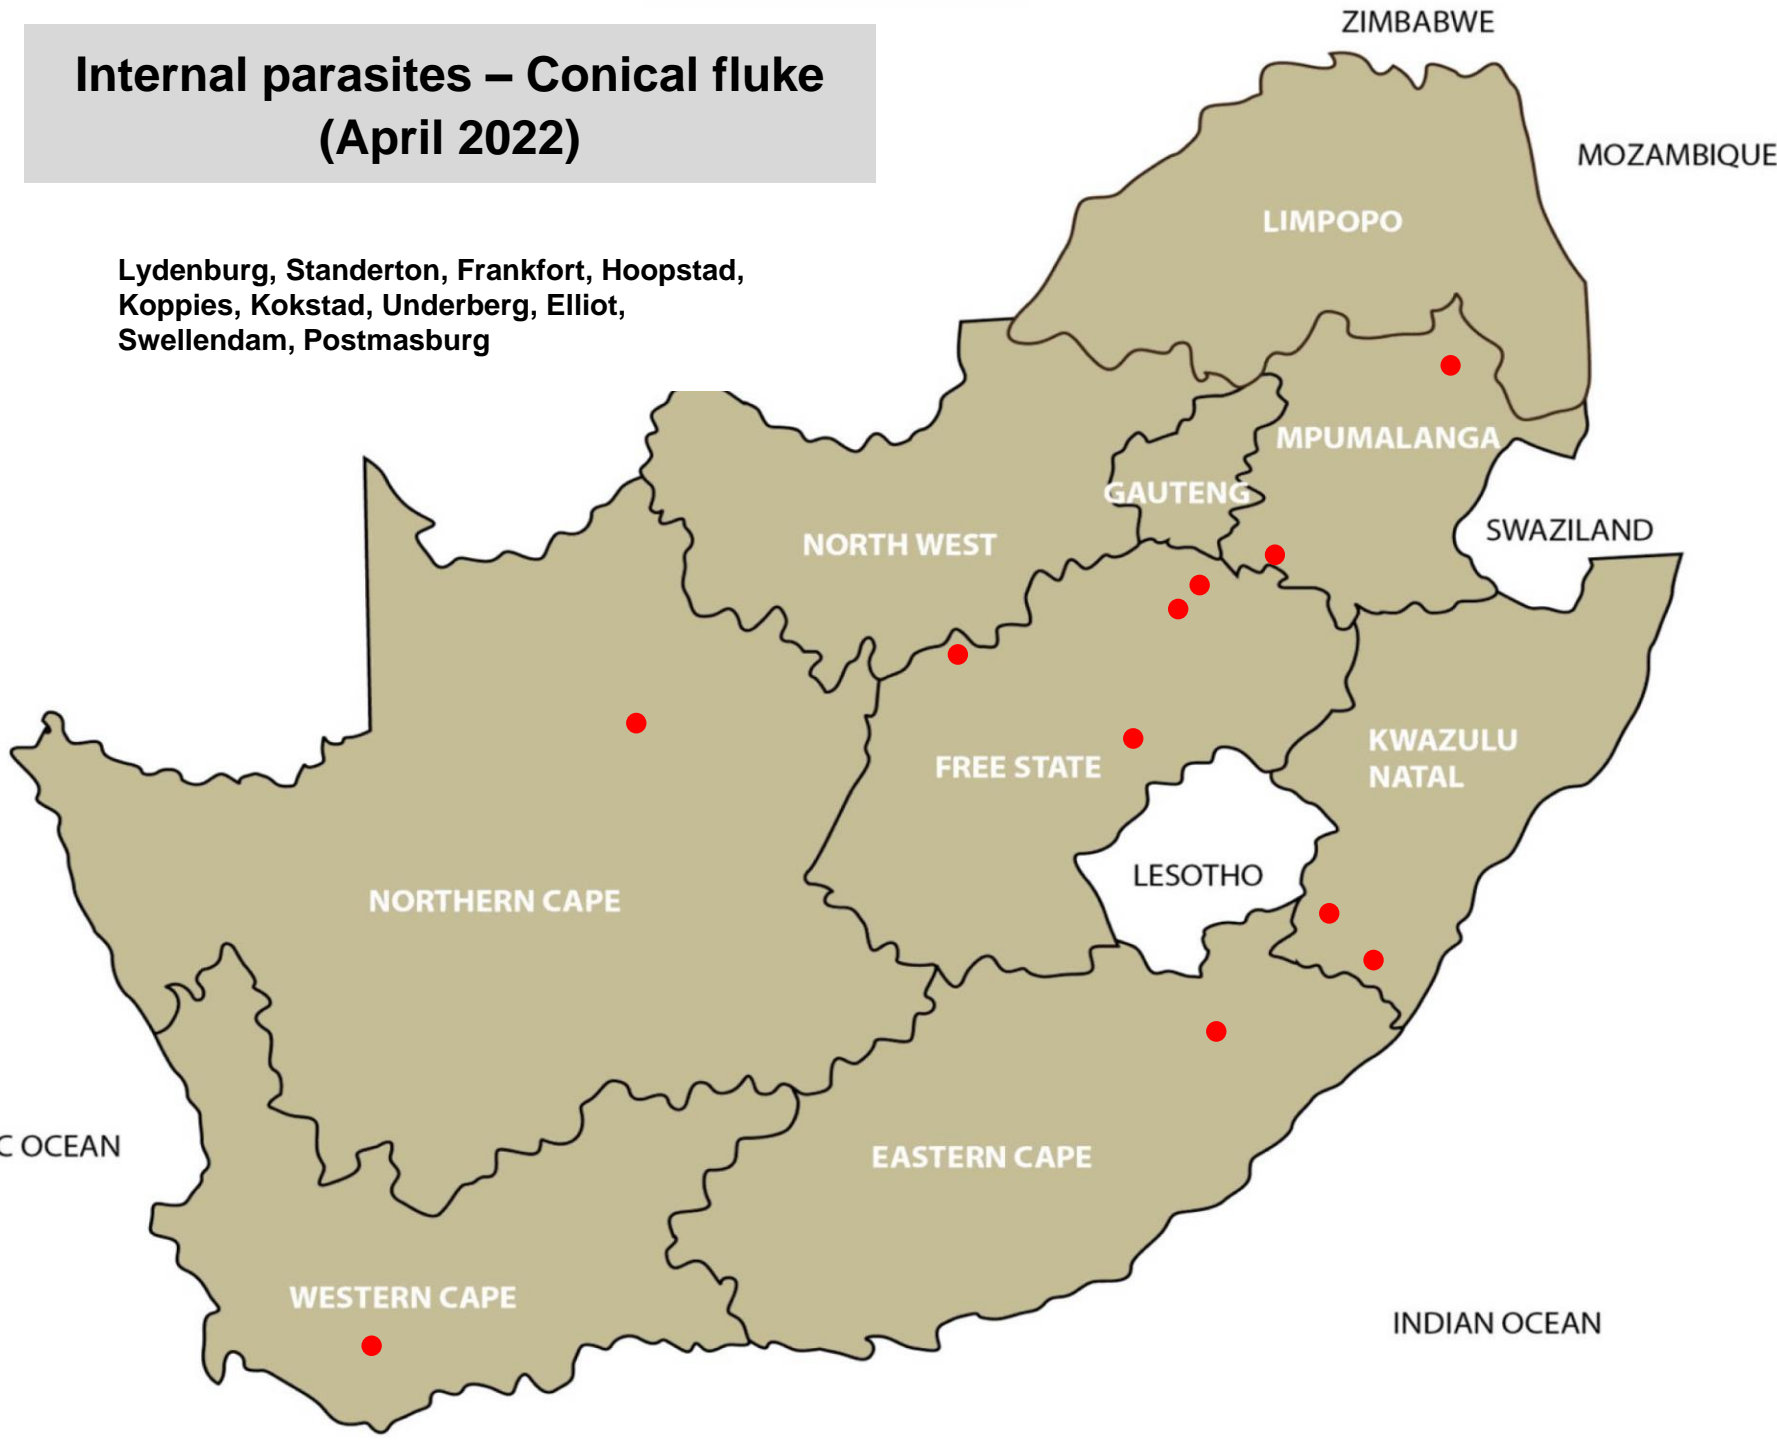 Internal parasites – Conical fluke
(April 2022)
Lydenburg, Standerton, Frankfort, Hoopstad,
Koppies, Kokstad, Underberg, Elliot,
Swellendam, Postmasburg
ZIMBABWE
MOZAMBIQUE
LIMPOPO
MPUMALANGA
GAUTENG
SWAZILAND
NORTH WEST
KWAZULU
NATAL
FREE STATE
LESOTHO
NORTHERN CAPE
C OCEAN
EASTERN CAPE
WESTERN CAPE
INDIAN OCEAN